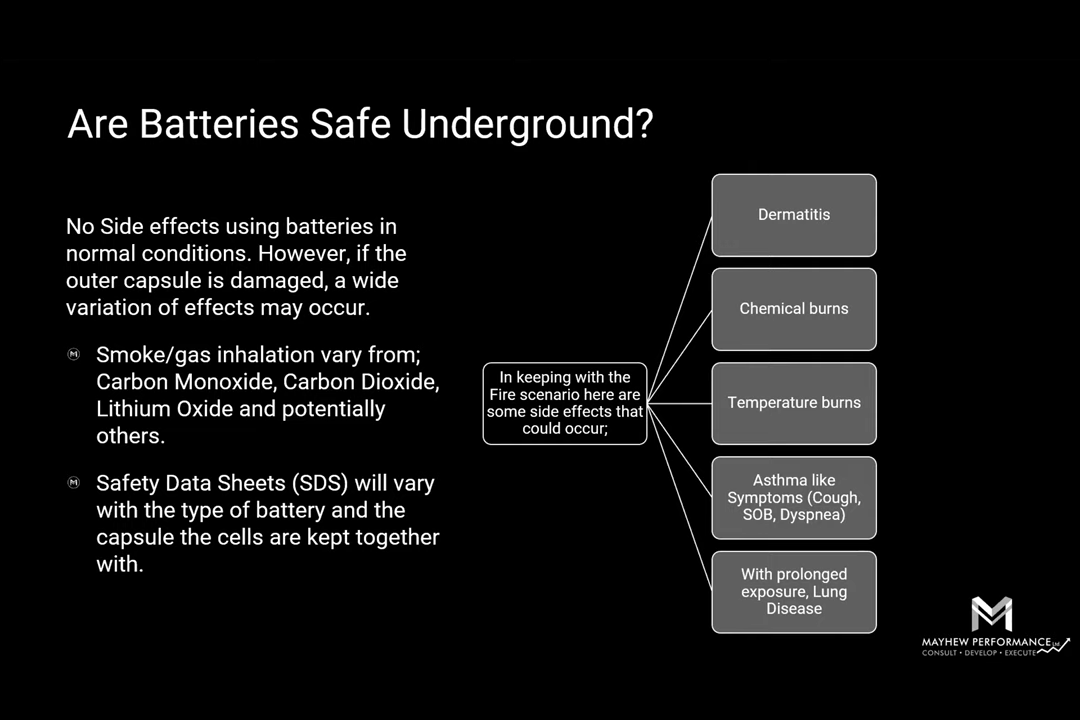 Are Batteries Safe Underground?
No Side effects using batteries in
normal conditions. However, if the
outer capsule is damaged, a wide
variation of effects may occur.
Smoke/gas inhalation vary from;
Carbon Monoxide, Carbon Dioxide,
Lithium Oxide and potentially
others.
Safety Data Sheets (SDS) will vary
with the type of battery and the
capsule the cells are kept together
with.
In keeping with the
Fire scenario here are
some side effects that
could occur;
Dermatitis
Chemical burns
Temperature burns
Asthma like
Symptoms (Cough,
SOB, Dyspnea)
With prolonged
exposure, Lung
Disease
MAYHEW PERFORMANCE Ltd
CONSULT • DEVELOP • EXECUTE